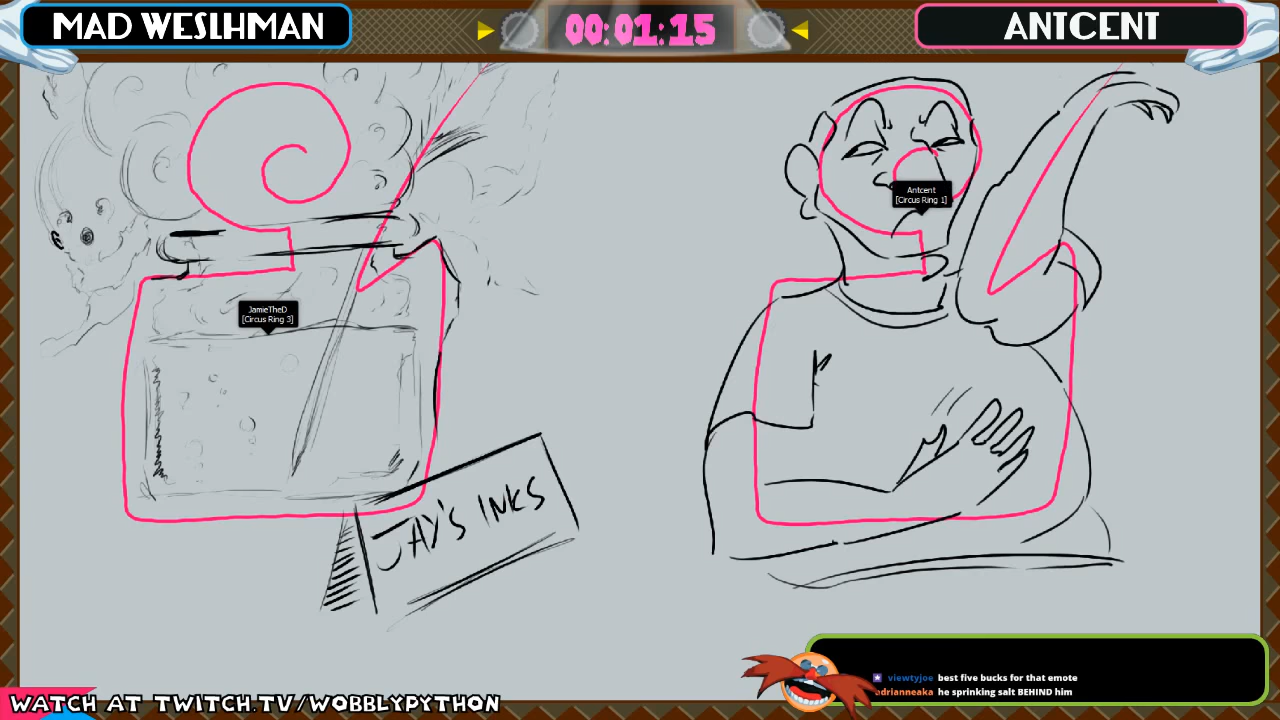 MAD WESLHMAN
00:01:15
ANTCENT
Antcent
[Circus Ring 1]
JamieTheD
[Circus Ring 3]
JAY'S INKS
viewtyjoe best five bucks for that emote
adrianneaka he sprinking salt BEHIND him
WATCH AT TWITCH.TV/WOBBLYPYTHON